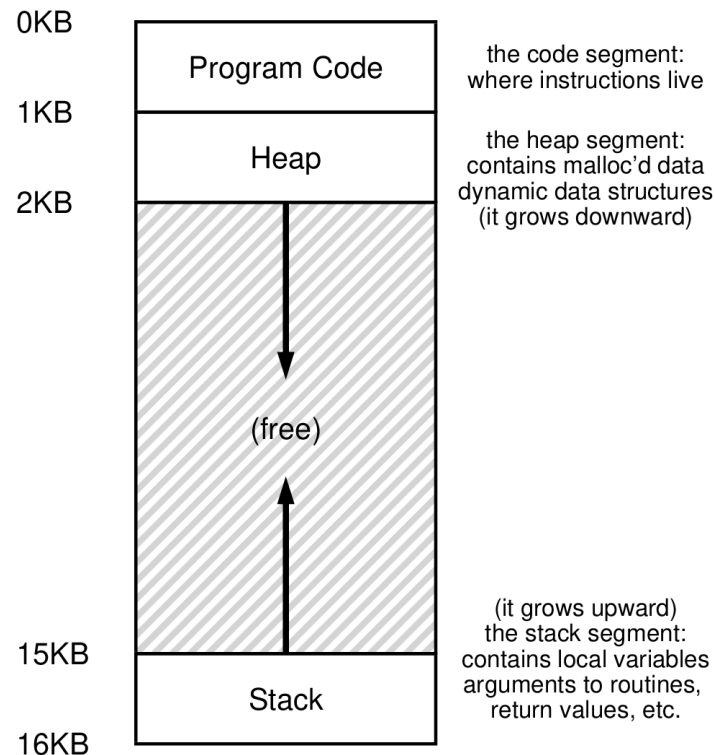 0KB
Program Code
the code segment:
where instructions live
1KB
Heap
the heap segment:
contains malloc’d data
dynamic data structures
(it grows downward)
2KB
(free)
(it grows upward)
the stack segment:
contains local variables
arguments to routines,
return values, etc.
15KB
Stack
16KB